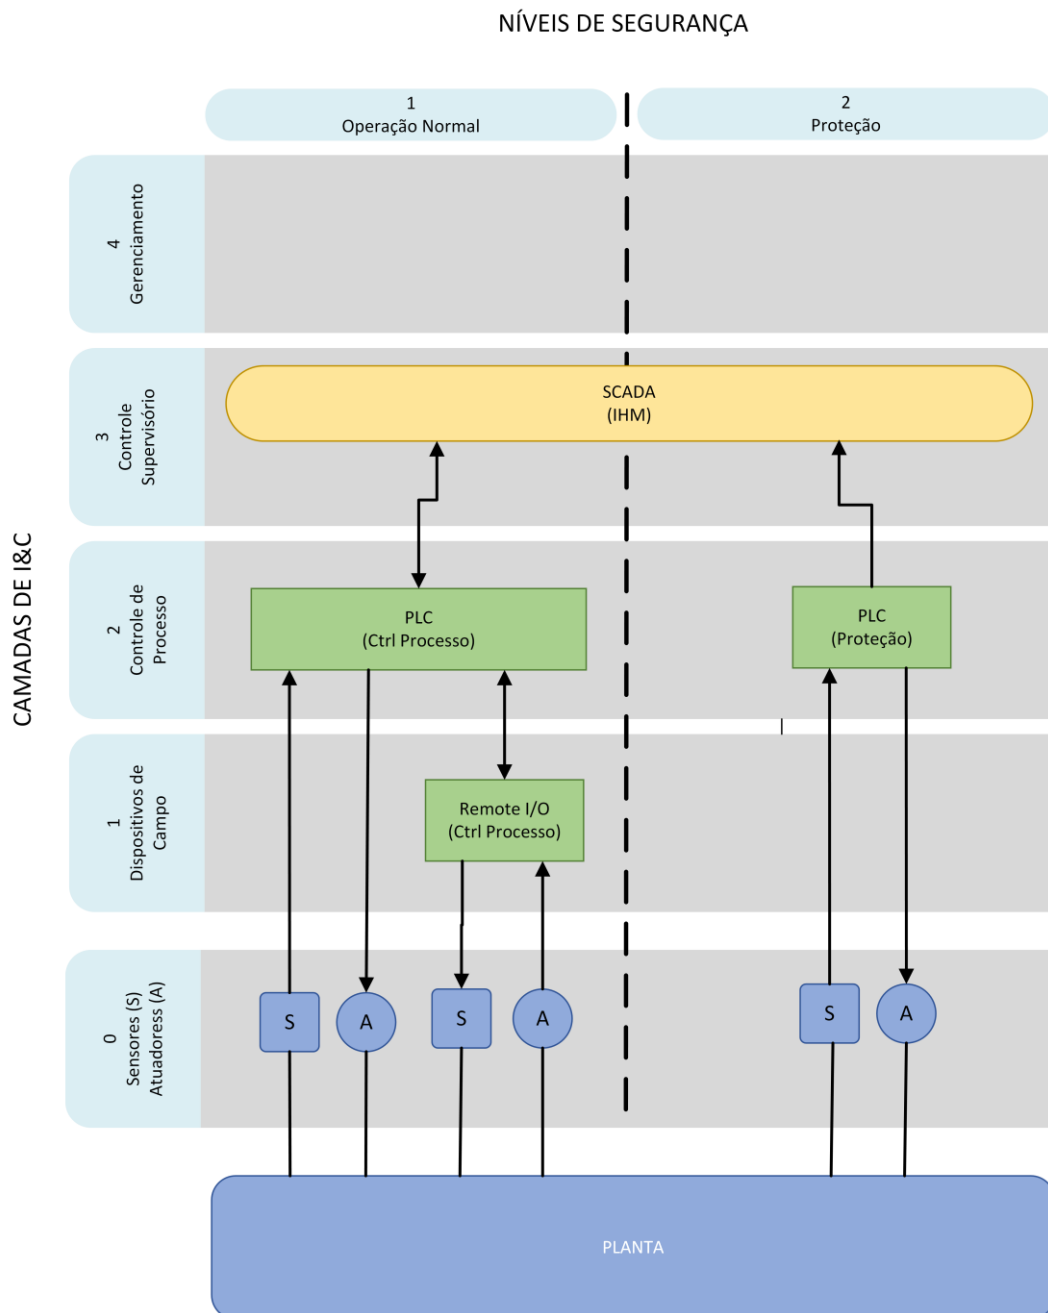 NÍVEIS DE SEGURANÇA
1
Operação Normal
2
Proteção
CAMADAS DE I&C
4
Gerenciamento
3
Controle
Supervisório
SCADA
(IHM)
2
Controle de
Processo
PLC
(Ctrl Processo)
PLC
(Proteção)
1
Dispositivos de
Campo
Remote I/O
(Ctrl Processo)
0
Sensores (S)
Atuadoress (A)
S
A
S
A
S
A
PLANTA